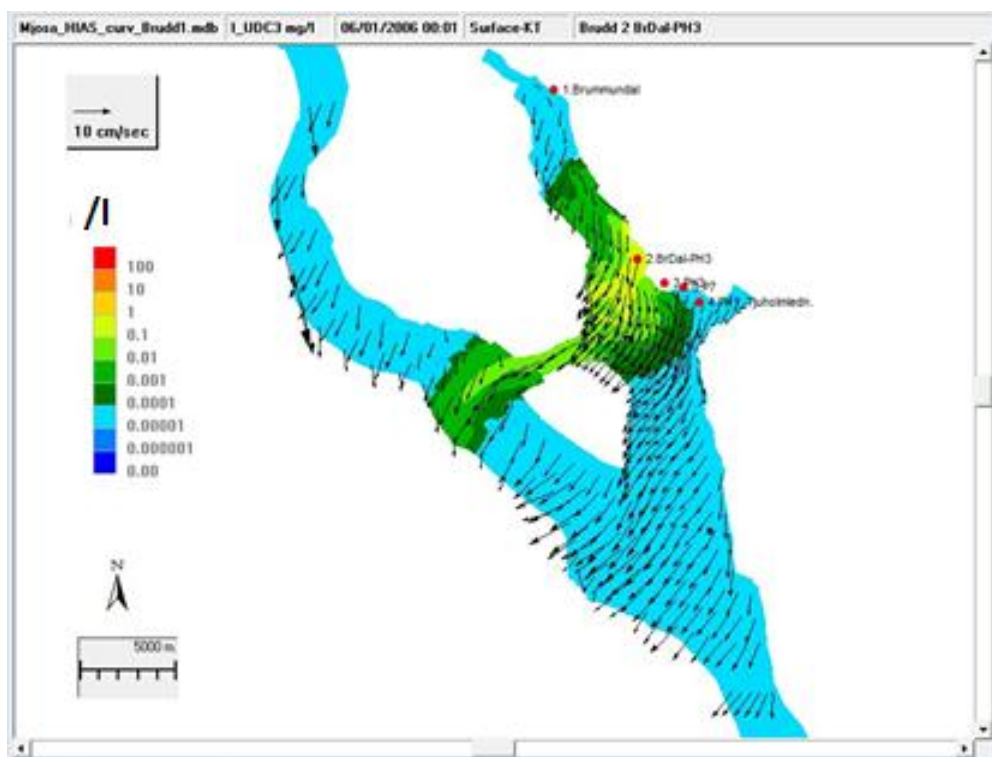 Mjosa_HIAS_curv_Brudd1.mdb I_UDC3 mg/l 06/01/2006 00:01 Surface-KT Brudd 2 BrDal-PH3
10 cm/sec
/l
100
10
1
0.1
0.01
0.001
0.0001
0.00001
0.000001
0.00
1.Brummundal
2.BrDal-PH3
N
5000 m